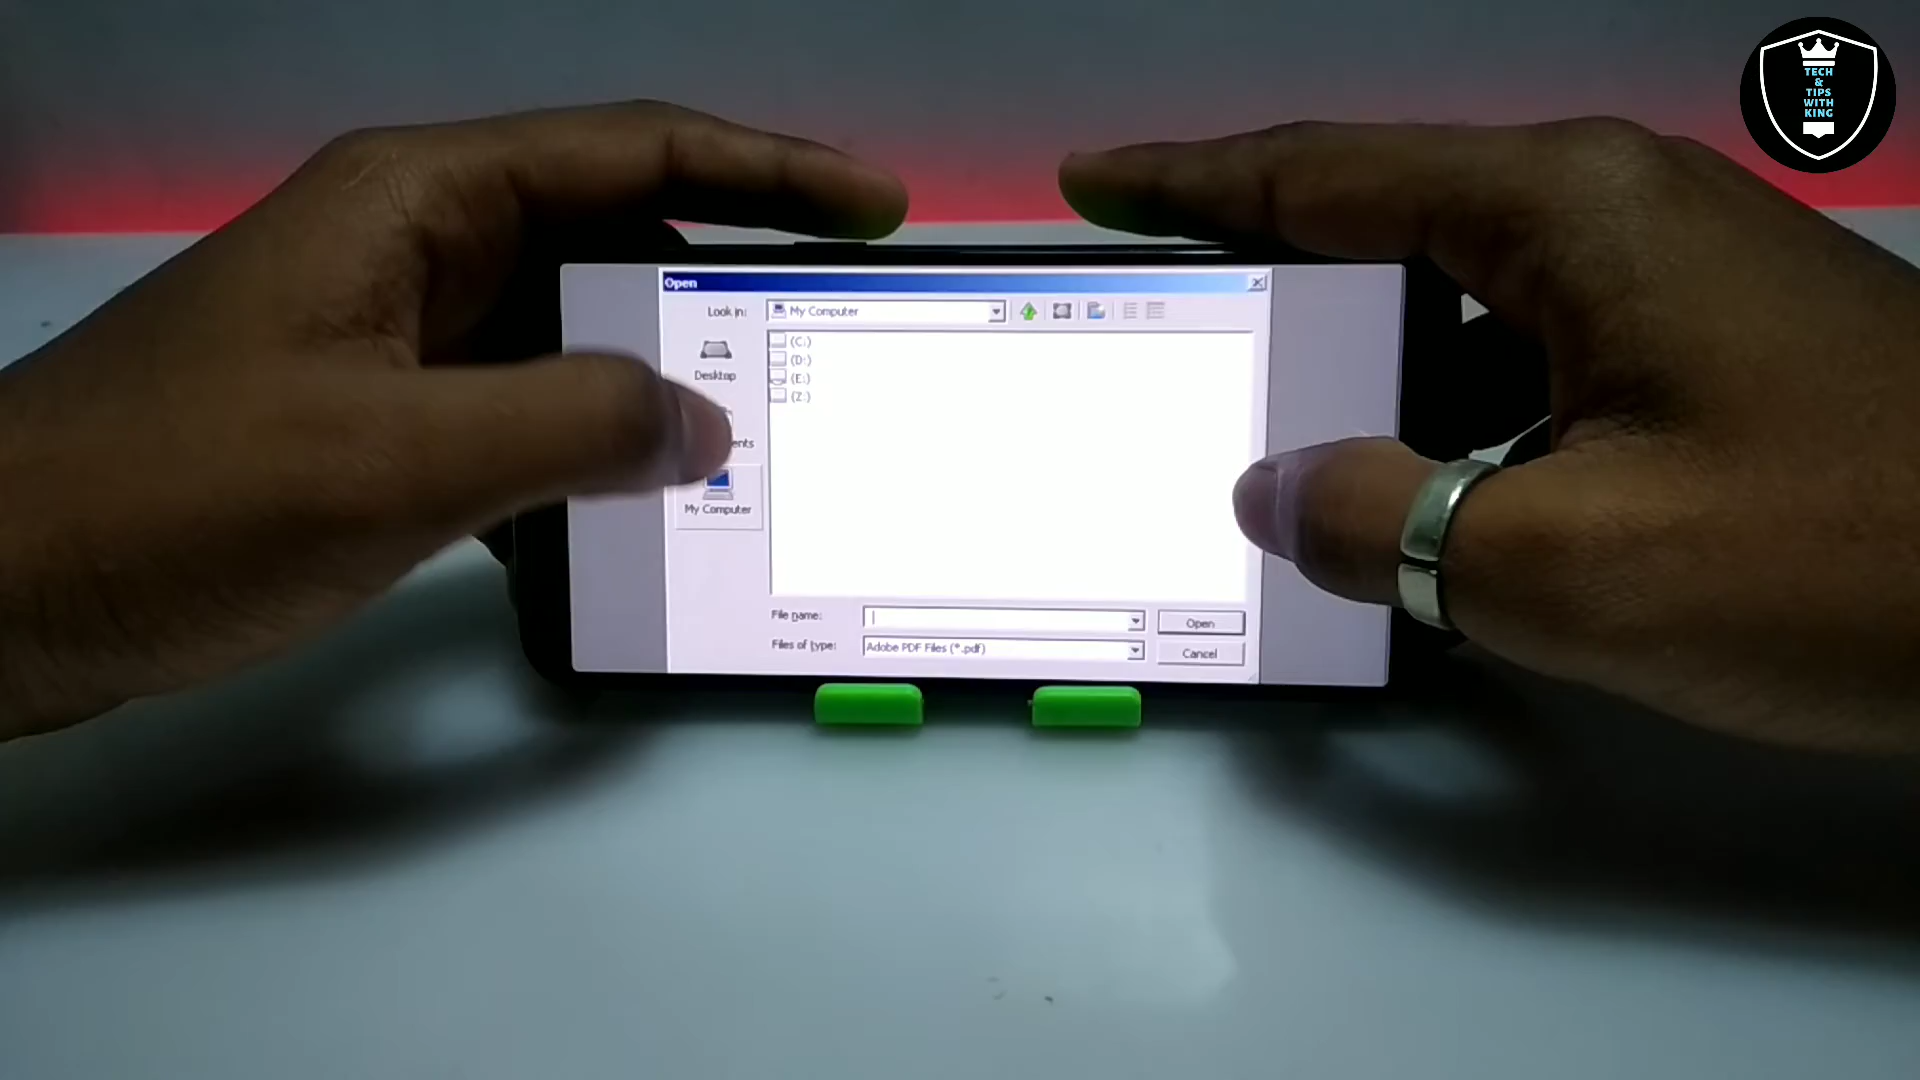 TECH
&
TIPS
WITH
KING
Open
Look in: My Computer
(C:)
(D:)
(E:)
(Z:)
Desktop
My Computer
File name:
Open
Files of type: Adobe PDF Files (*.pdf)
Cancel